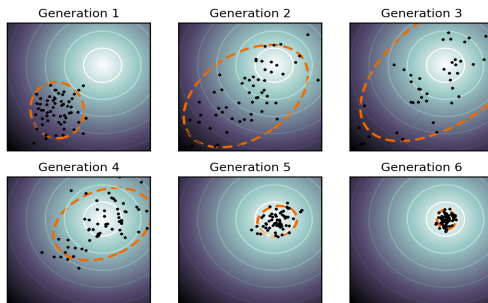 Generation 1
Generation 2
Generation 3
Generation 4
Generation 5
Generation 6